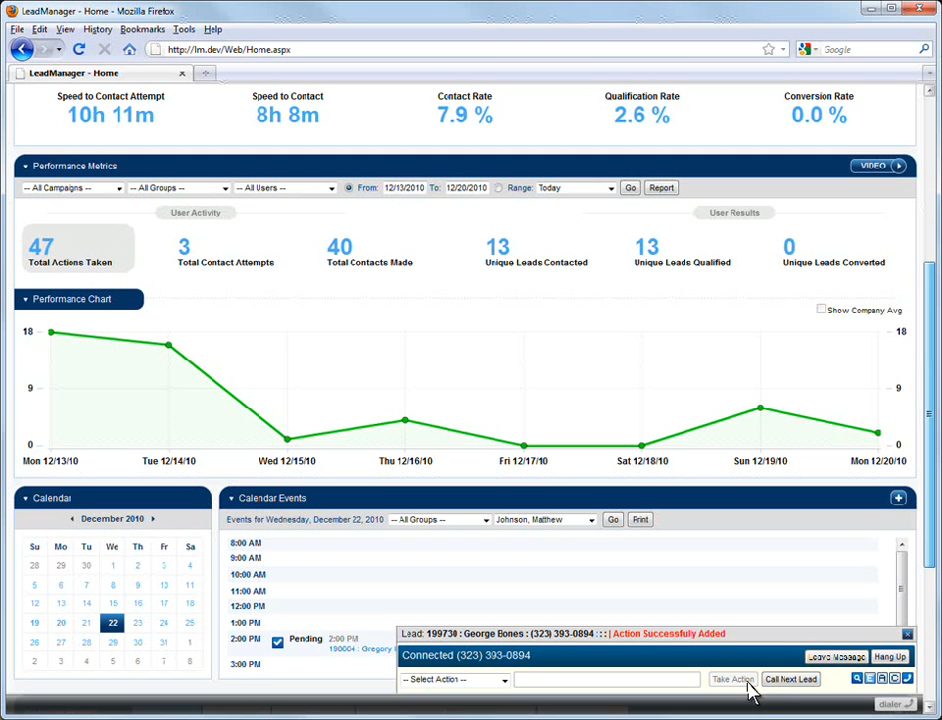 LeadManager - Home - Mozilla Firefox
File Edit View History Bookmarks Tools Help
http://lm.dev/Web/Home.aspx
Google
LeadManager - Home
Speed to Contact Attempt Speed to Contact Contact Rate Qualification Rate Conversion Rate
10h 11m 8h 8m 7.9 % 2.6 % 0.0 %
Performance Metrics VIDEO
-- All Campaigns -- -- All Groups -- -- All Users -- From: 12/13/2010 To: 12/20/2010 Range: Today Go Report
User Activity User Results
47 3 40 13 13 0
Total Actions Taken Total Contact Attempts Total Contacts Made Unique Leads Contacted Unique Leads Qualified Unique Leads Converted
Performance Chart
Show Company Avg
18 18
9 9
0 0
Mon 12/13/10 Tue 12/14/10 Wed 12/15/10 Thu 12/16/10 Fri 12/17/10 Sat 12/18/10 Sun 12/19/10 Mon 12/20/10
Calendar Calendar Events
December 2010 Events for Wednesday, December 22, 2010 -- All Groups -- Johnson, Matthew Go Print
Su Mo Tu We Th Fr Sa
28 29 30 1 2 3 4
5 6 7 8 9 10 11
12 13 14 15 16 17 18
19 20 21 22 23 24 25
26 27 28 29 30 31 1
2 3 4 5 6 7 8
8:00 AM
9:00 AM
10:00 AM
11:00 AM
12:00 PM
1:00 PM
2:00 PM Pending 2:00 PM
190004 : Gregory
3:00 PM
Lead: 199730 : George Bones : (323) 393-0894 : : : | Action Successfully Added
Connected (323) 393-0894 Leave Message Hang Up
-- Select Action -- Take Action Call Next Lead
dialer